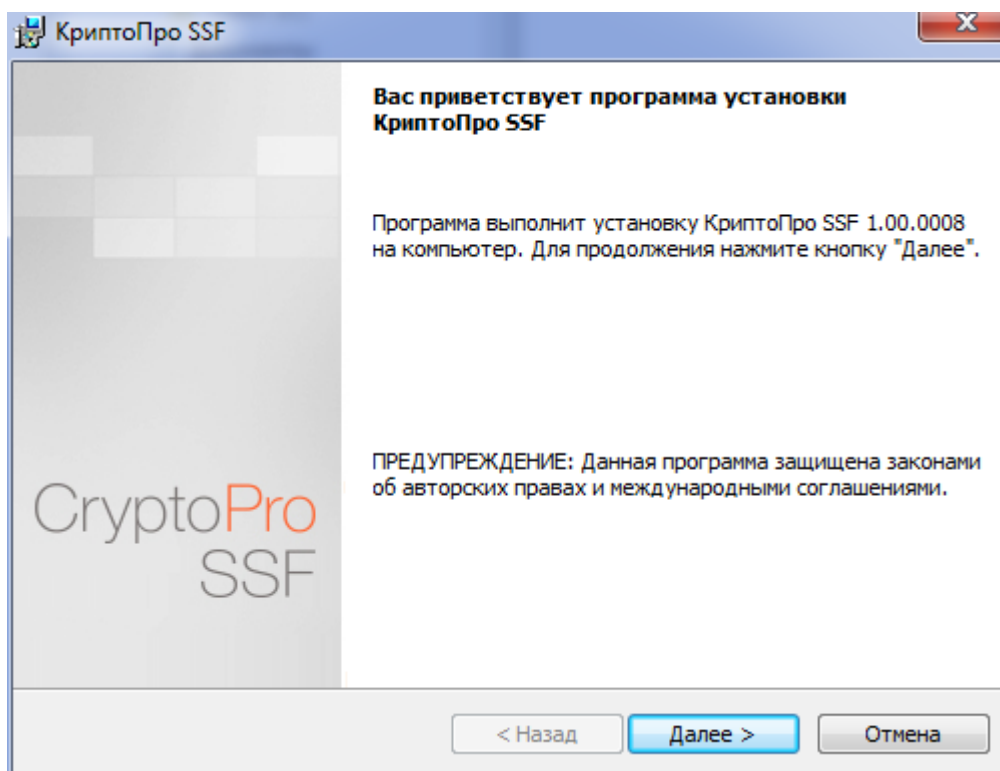 КриптоПро SSF
X
Вас приветствует программа установки
КриптоПро SSF
Программа выполнит установку КриптоПро SSF 1.00.0008
на компьютер. Для продолжения нажмите кнопку "Далее".
ПРЕДУПРЕЖДЕНИЕ: Данная программа защищена законами
об авторских правах и международными соглашениями.
CryptoPro
SSF
< Назад
Далее >
Отмена